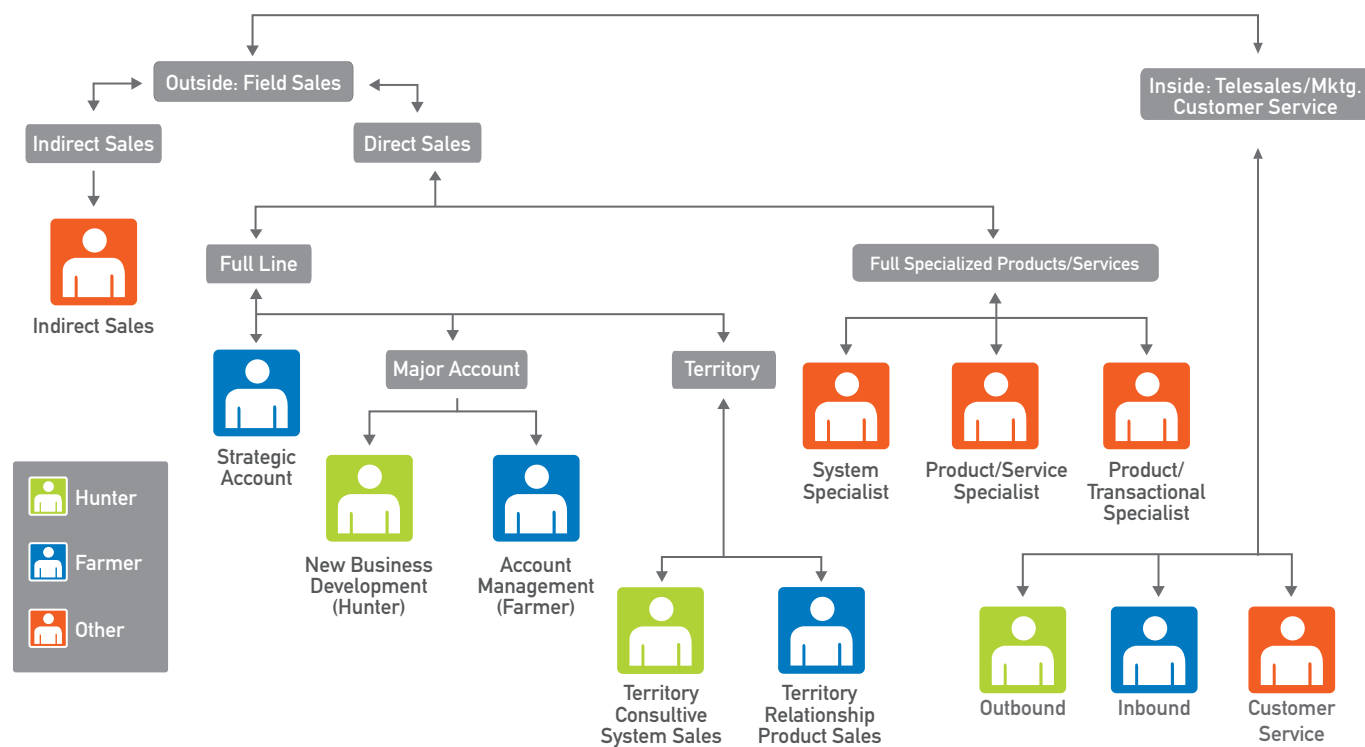 Outside: Field Sales
Inside: Telesales/Mktg.
Customer Service
Indirect Sales
Direct Sales
Full Line
Full Specialized Products/Services
Indirect Sales
Major Account
Territory
Strategic
Account
System
Specialist
Product/Service
Specialist
Product/
Transactional
Specialist
Hunter
Farmer
Other
New Business
Development
(Hunter)
Account
Management
(Farmer)
Territory
Consultive
System Sales
Territory
Relationship
Product Sales
Outbound
Inbound
Customer
Service